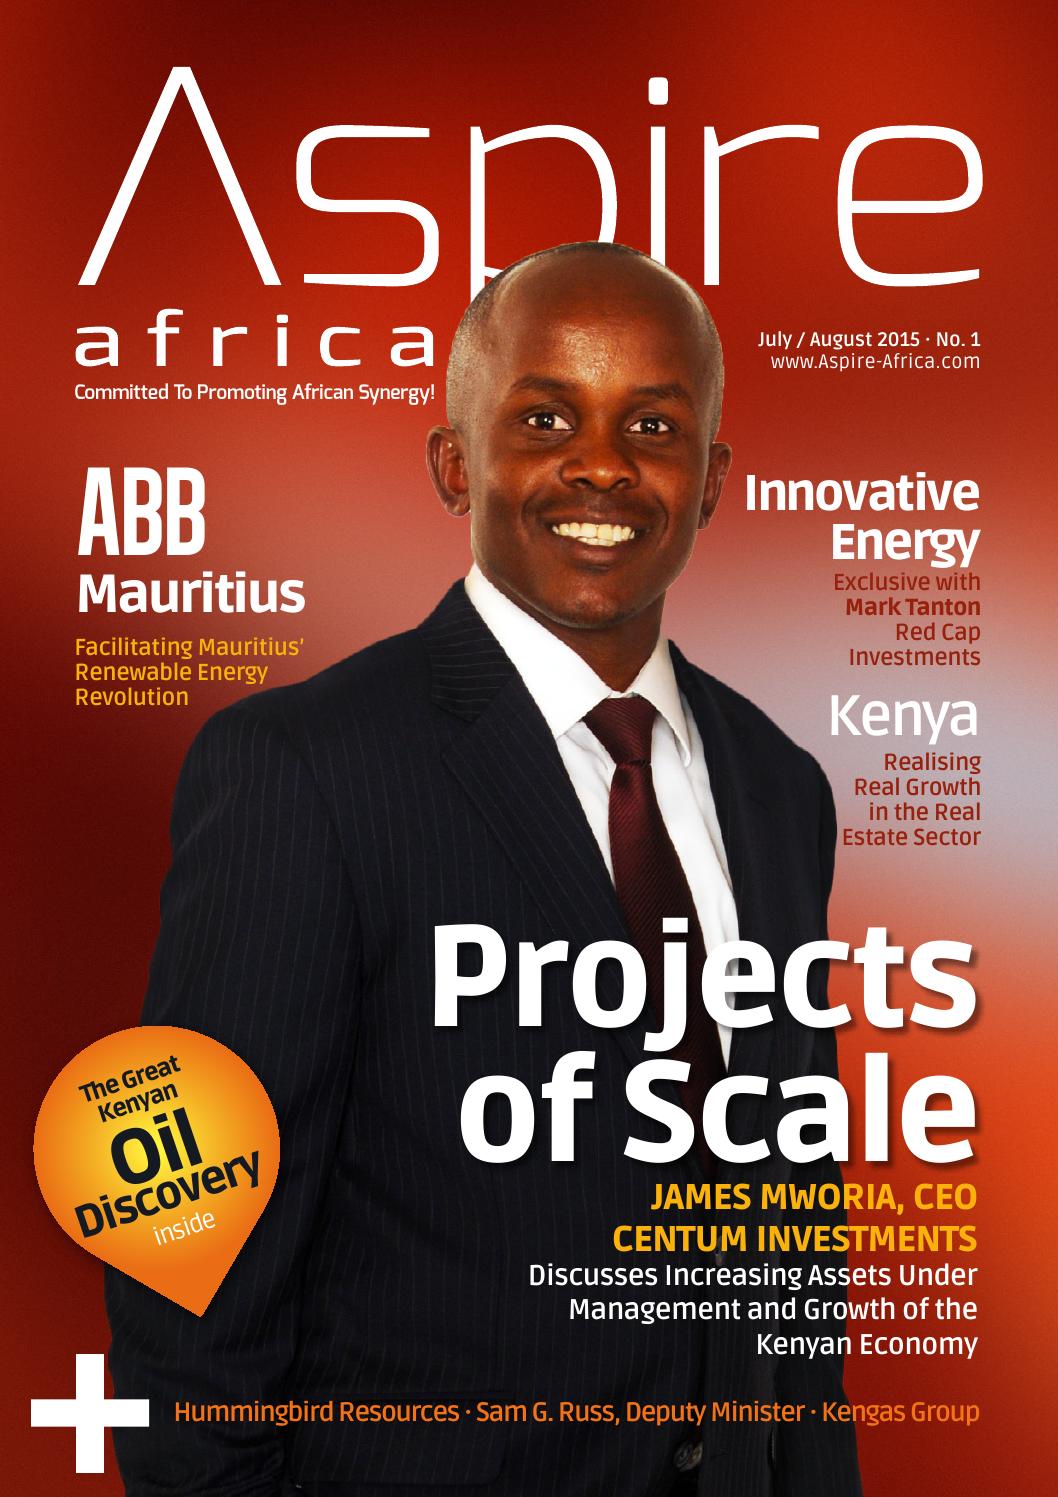 Aspire
africa
Committed To Promoting African Synergy!
July / August 2015 · No. 1
www.Aspire-Africa.com
ABB
Mauritius
Facilitating Mauritius’
Renewable Energy
Revolution
Innovative
Energy
Exclusive with
Mark Tanton
Red Cap
Investments
Kenya
Realising
Real Growth
in the Real
Estate Sector
Projects
of Scale
JAMES MWORIA, CEO
CENTUM INVESTMENTS
Discusses Increasing Assets Under
Management and Growth of the
Kenyan Economy
The Great
Kenyan
Oil
Discovery
inside
+
Hummingbird Resources · Sam G. Russ, Deputy Minister · Kengas Group